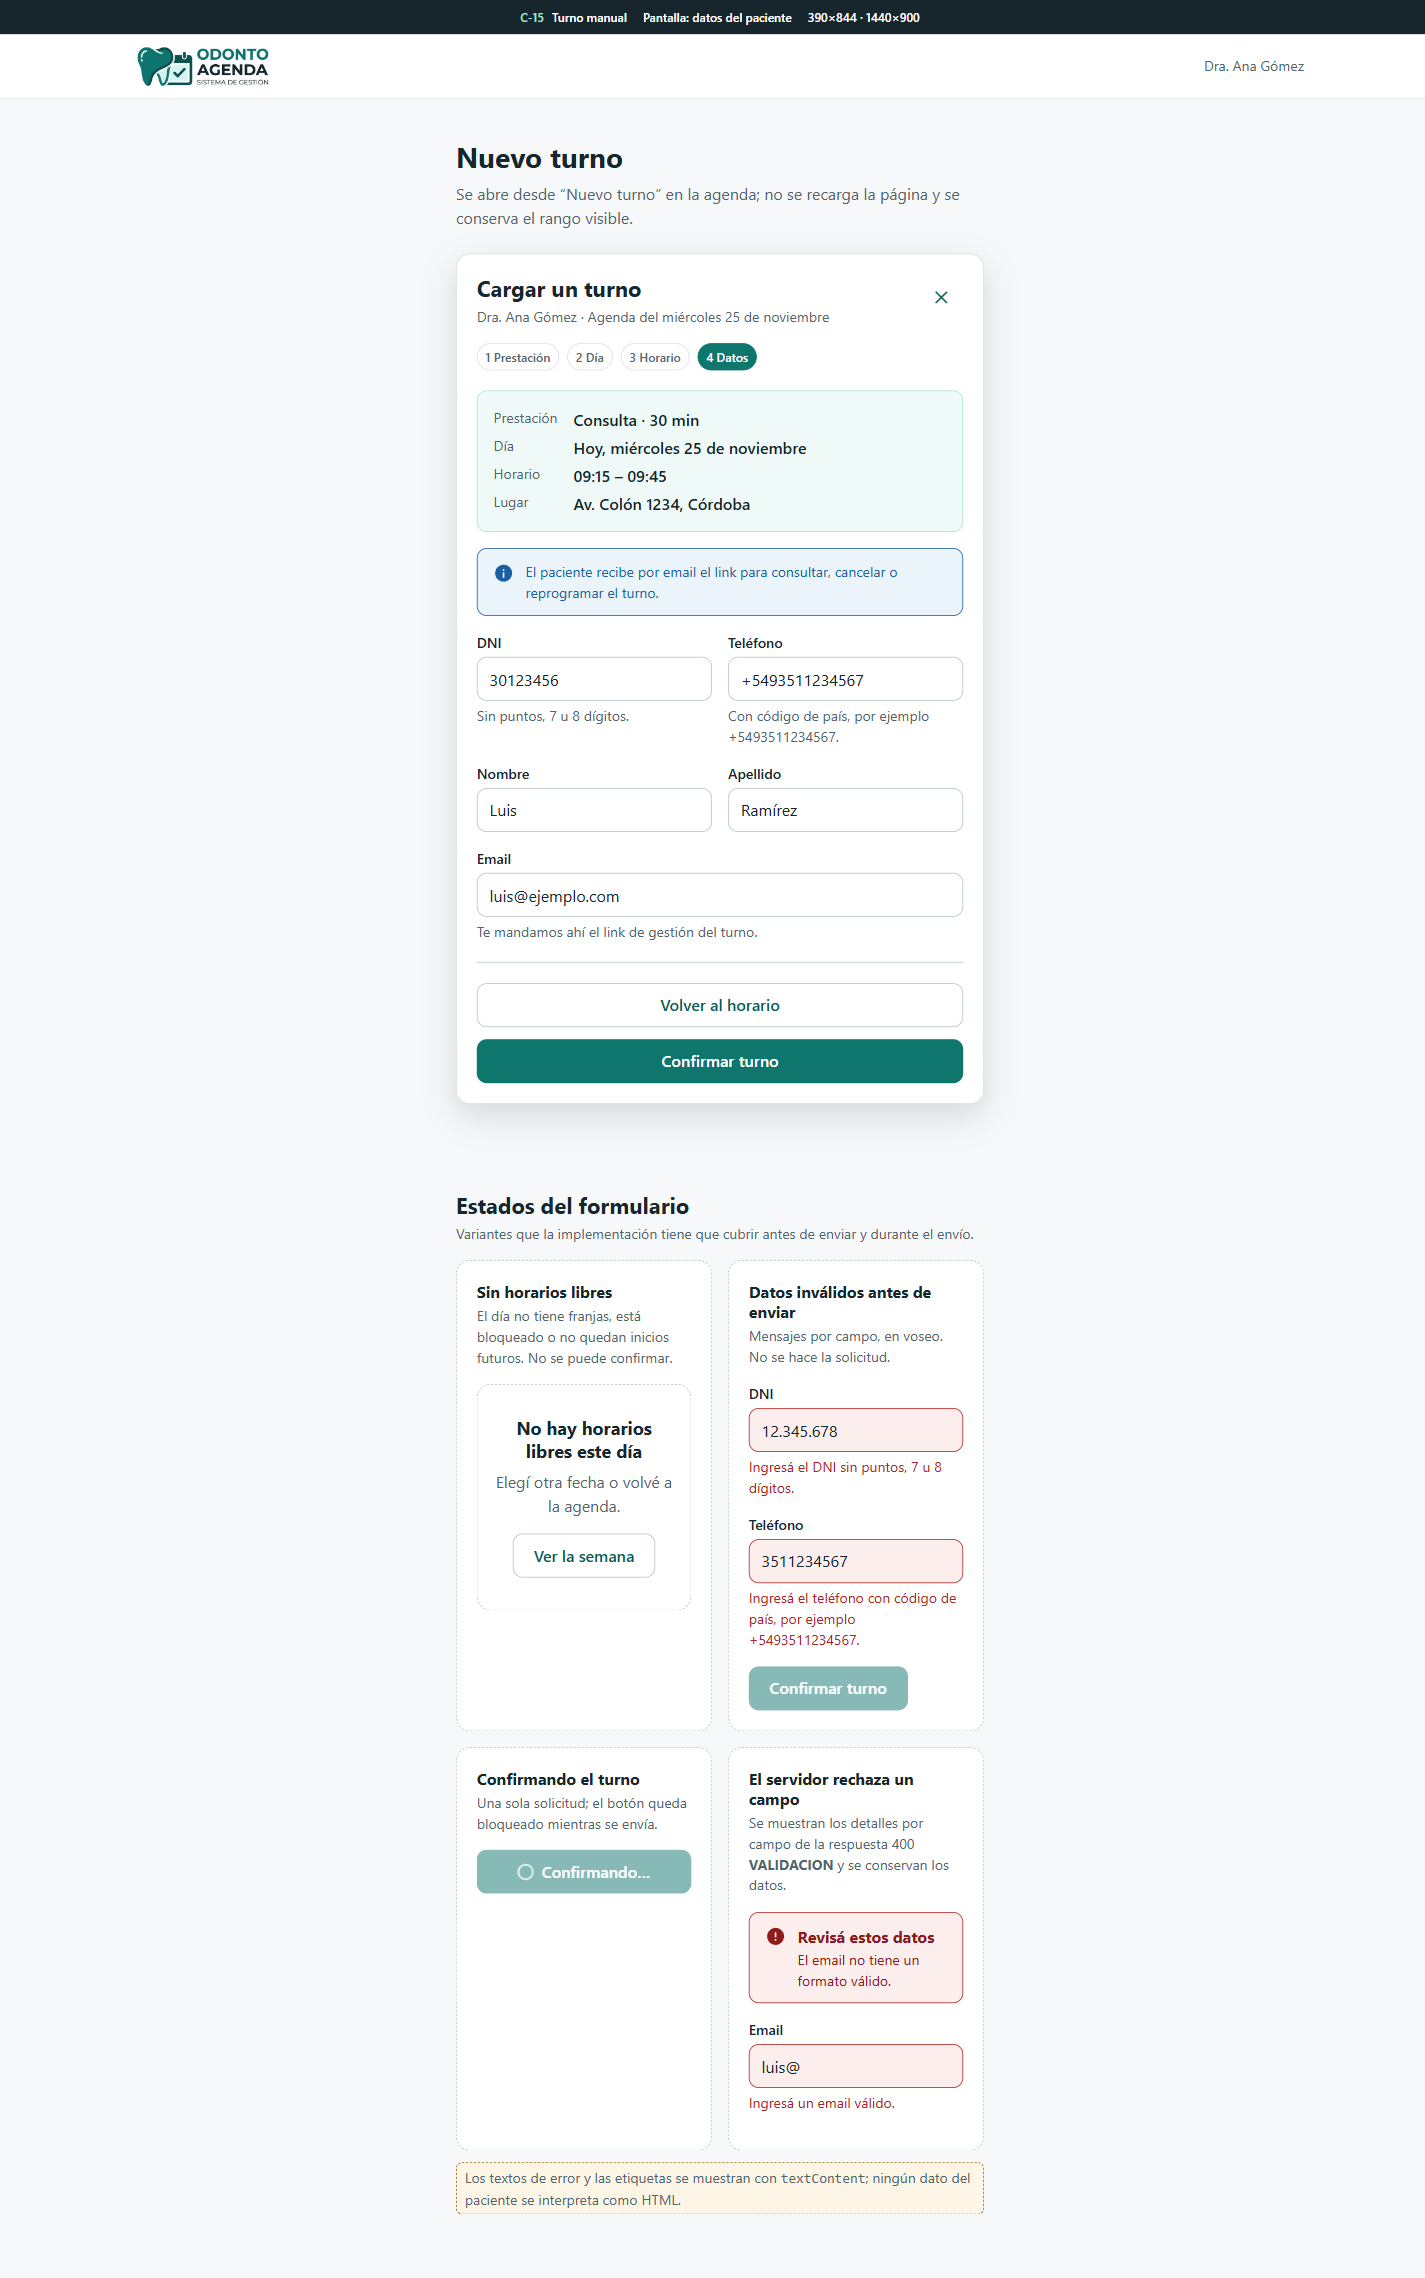 C-15 Turno manual Pantalla: datos del paciente 390×844 · 1440×900
ODONTO
AGENDA
SISTEMA DE GESTIÓN
Dra. Ana Gómez
Nuevo turno
Se abre desde “Nuevo turno” en la agenda; no se recarga la página y se
conserva el rango visible.
Cargar un turno
Dra. Ana Gómez · Agenda del miércoles 25 de noviembre
1 Prestación
2 Día
3 Horario
4 Datos
Prestación Consulta · 30 min
Día Hoy, miércoles 25 de noviembre
Horario 09:15 – 09:45
Lugar Av. Colón 1234, Córdoba
El paciente recibe por email el link para consultar, cancelar o
reprogramar el turno.
DNI
30123456
Sin puntos, 7 u 8 dígitos.
Teléfono
+5493511234567
Con código de país, por ejemplo
+5493511234567.
Nombre
Luis
Apellido
Ramírez
Email
luis@ejemplo.com
Te mandamos ahí el link de gestión del turno.
Volver al horario
Confirmar turno
Estados del formulario
Variantes que la implementación tiene que cubrir antes de enviar y durante el envío.
Sin horarios libres
El día no tiene franjas, está
bloqueado o no quedan inicios
futuros. No se puede confirmar.
No hay horarios
libres este día
Elegí otra fecha o volvé a
la agenda.
Ver la semana
Datos inválidos antes de
enviar
Mensajes por campo, en voseo.
No se hace la solicitud.
DNI
12.345.678
Ingresá el DNI sin puntos, 7 u 8
dígitos.
Teléfono
3511234567
Ingresá el teléfono con código de
país, por ejemplo
+5493511234567.
Confirmar turno
Confirmando el turno
Una sola solicitud; el botón queda
bloqueado mientras se envía.
Confirmando...
El servidor rechaza un
campo
Se muestran los detalles por
campo de la respuesta 400
VALIDACION y se conservan los
datos.
Revisá estos datos
El email no tiene un
formato válido.
Email
luis@
Ingresá un email válido.
Los textos de error y las etiquetas se muestran con textContent; ningún dato del
paciente se interpreta como HTML.